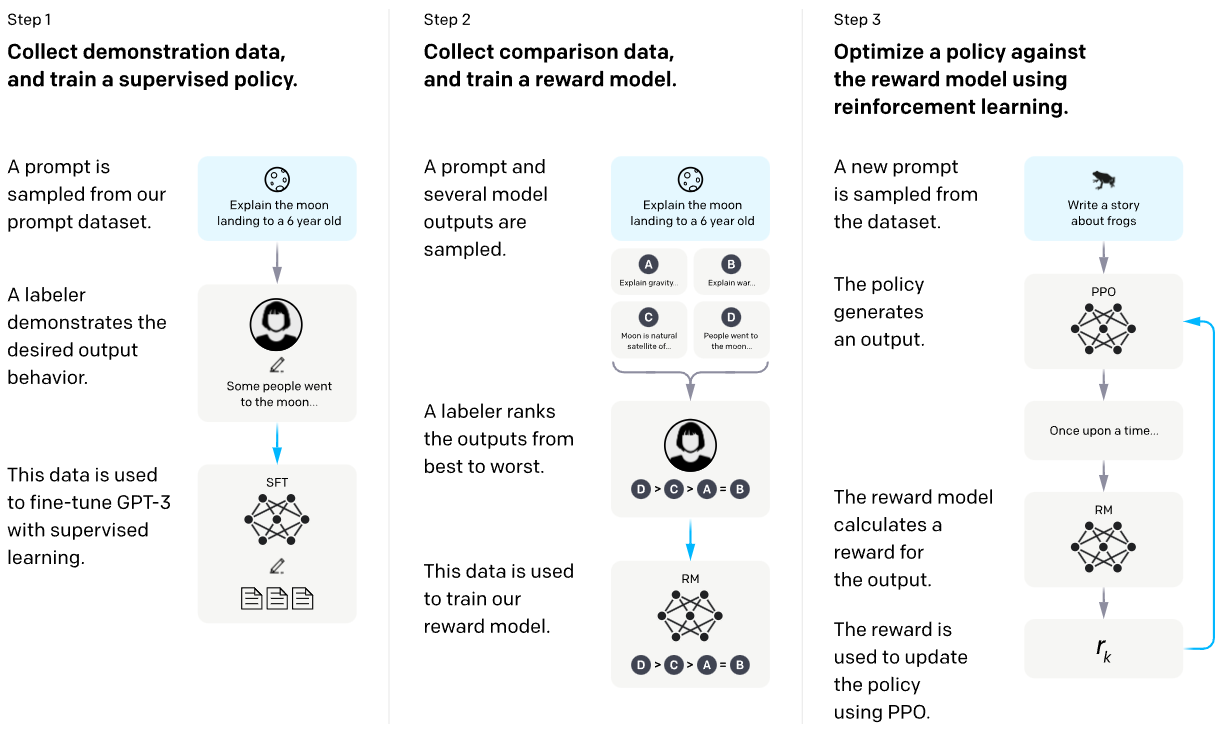 Step 1
Collect demonstration data,
and train a supervised policy.
A prompt is
sampled from our
prompt dataset.
Explain the moon
landing to a 6 year old
A labeler
demonstrates the
desired output
behavior.
Some people went
to the moon...
This data is used
to fine-tune GPT-3
with supervised
learning.
SFT
Step 2
Collect comparison data,
and train a reward model.
A prompt and
several model
outputs are
sampled.
Explain the moon
landing to a 6 year old
A
Explain gravity...
B
Explain war...
C
Moon is natural
satellite of...
D
People went to
the moon...
A labeler ranks
the outputs from
best to worst.
D > C > A = B
This data is used
to train our
reward model.
RM
D > C > A = B
Step 3
Optimize a policy against
the reward model using
reinforcement learning.
A new prompt
is sampled from
the dataset.
Write a story
about frogs
The policy
generates
an output.
PPO
Once upon a time...
The reward model
calculates a
reward for
the output.
RM
The reward is
used to update
the policy
using PPO.
rₖ